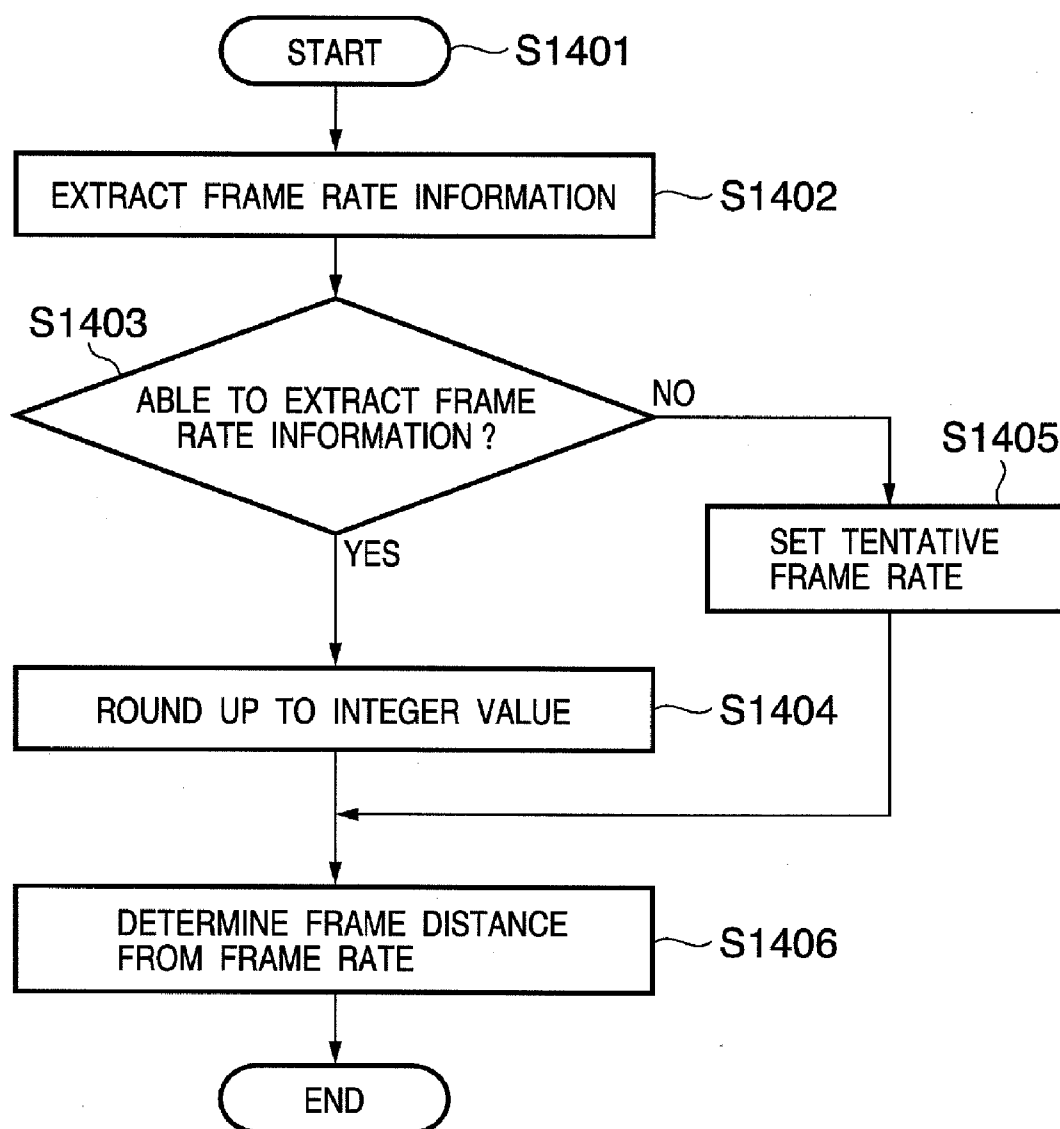 START
S1401
EXTRACT FRAME RATE INFORMATION
S1402
S1403
ABLE TO EXTRACT FRAME
RATE INFORMATION ?
NO
S1405
YES
SET TENTATIVE
FRAME RATE
ROUND UP TO INTEGER VALUE
S1404
DETERMINE FRAME DISTANCE
FROM FRAME RATE
S1406
END